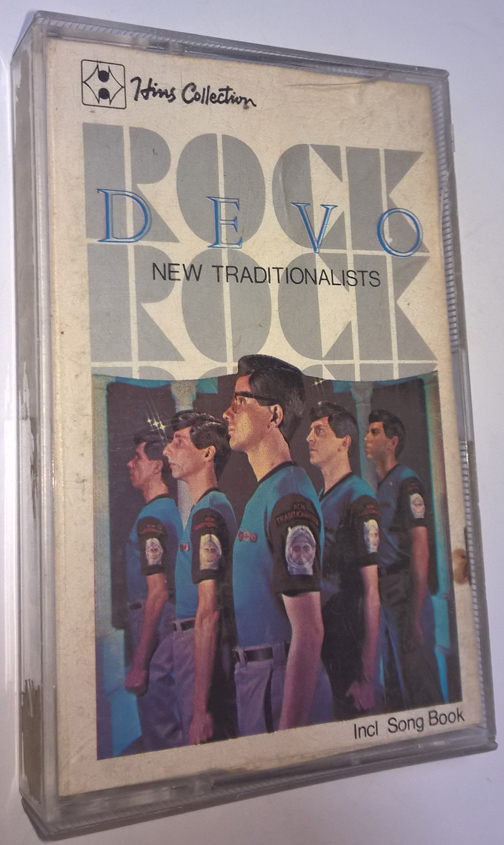 Hins Collection
ROCK
DEVO
ROCK
NEW TRADITIONALISTS
Incl Song Book